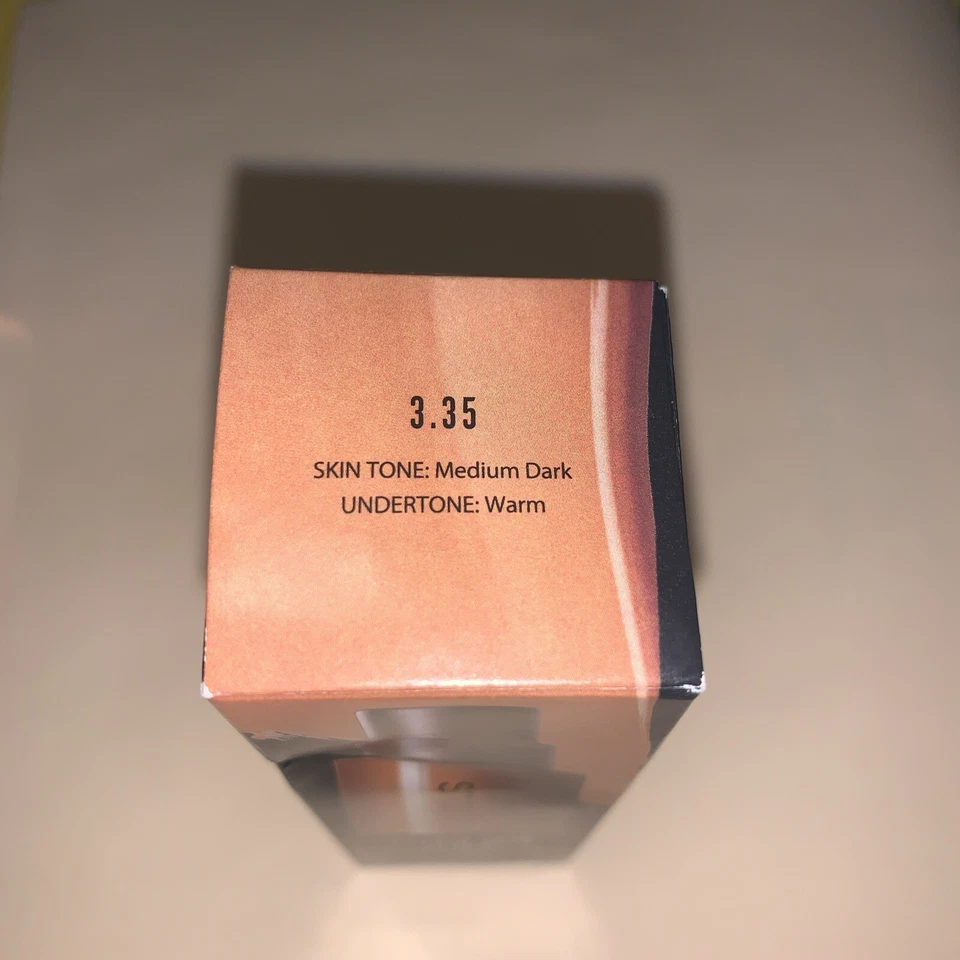 3.35
SKIN TONE: Medium Dark
UNDERTONE: Warm